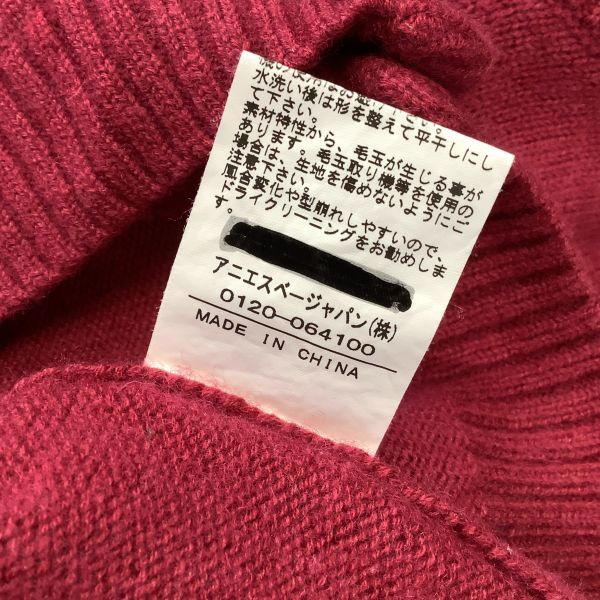 水洗い後は形を整えて平干しにし
て下さい。
素材特性から、毛玉が生じる事が
あります。毛玉取り機等を使用の
場合は、生地を傷めないようにご
注意下さい。
風合変化や型崩れしやすいので、
ドライクリーニングをお勧めしま
す。
アニエスベージャパン(株)
0120-064100
MADE IN CHINA